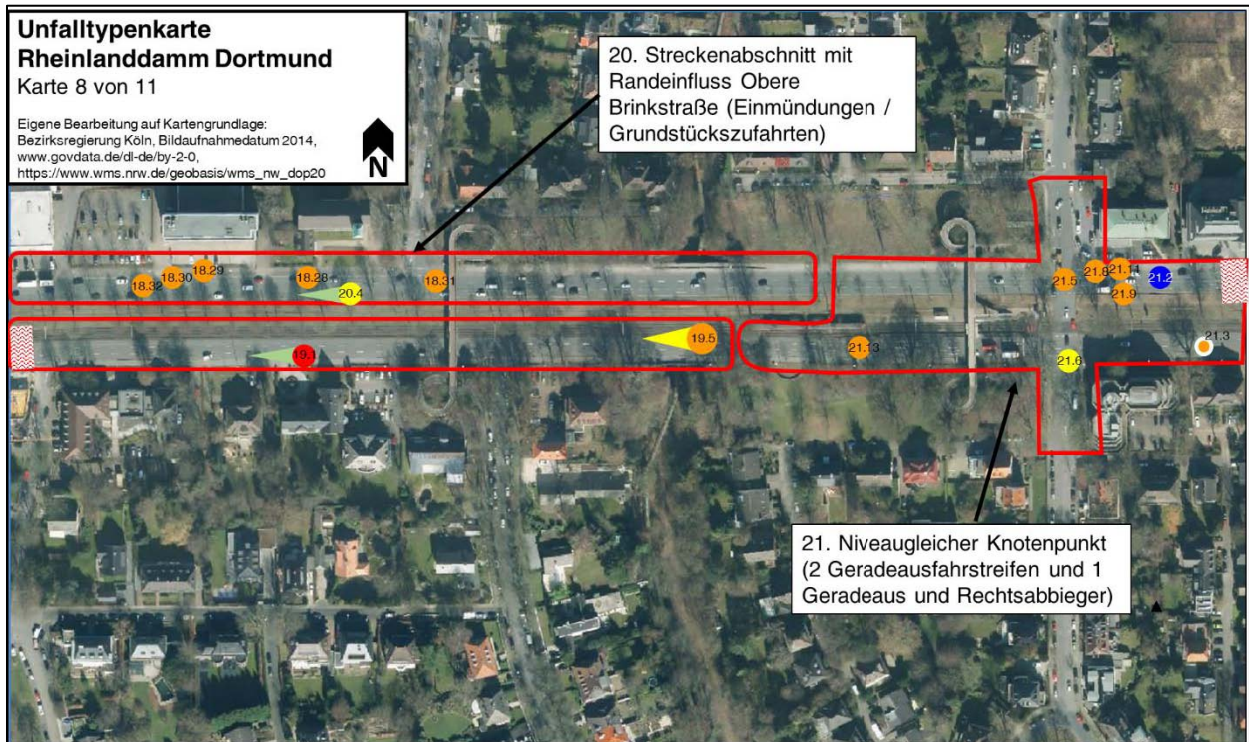 Unfalltypenkarte
Rheinlanddamm Dortmund
Karte 8 von 11
Eigene Bearbeitung auf Kartengrundlage:
Bezirksregierung Köln, Bildaufnahmedatum 2014,
www.govdata.de/dl-de/by-2-0,
https://www.wms.nrw.de/geobasis/wms_nw_dop20
N
20. Streckenabschnitt mit
Randeinfluss Obere
Brinkstraße (Einmündungen /
Grundstückszufahrten)
18.32
18.30
18.29
18.28
20.4
18.31
21.5
21.8
21.11
21.9
21.2
19.1
19.5
21.13
21.6
21.3
21. Niveaugleicher Knotenpunkt
(2 Geradeausfahrstreifen und 1
Geradeaus und Rechtsabbieger)